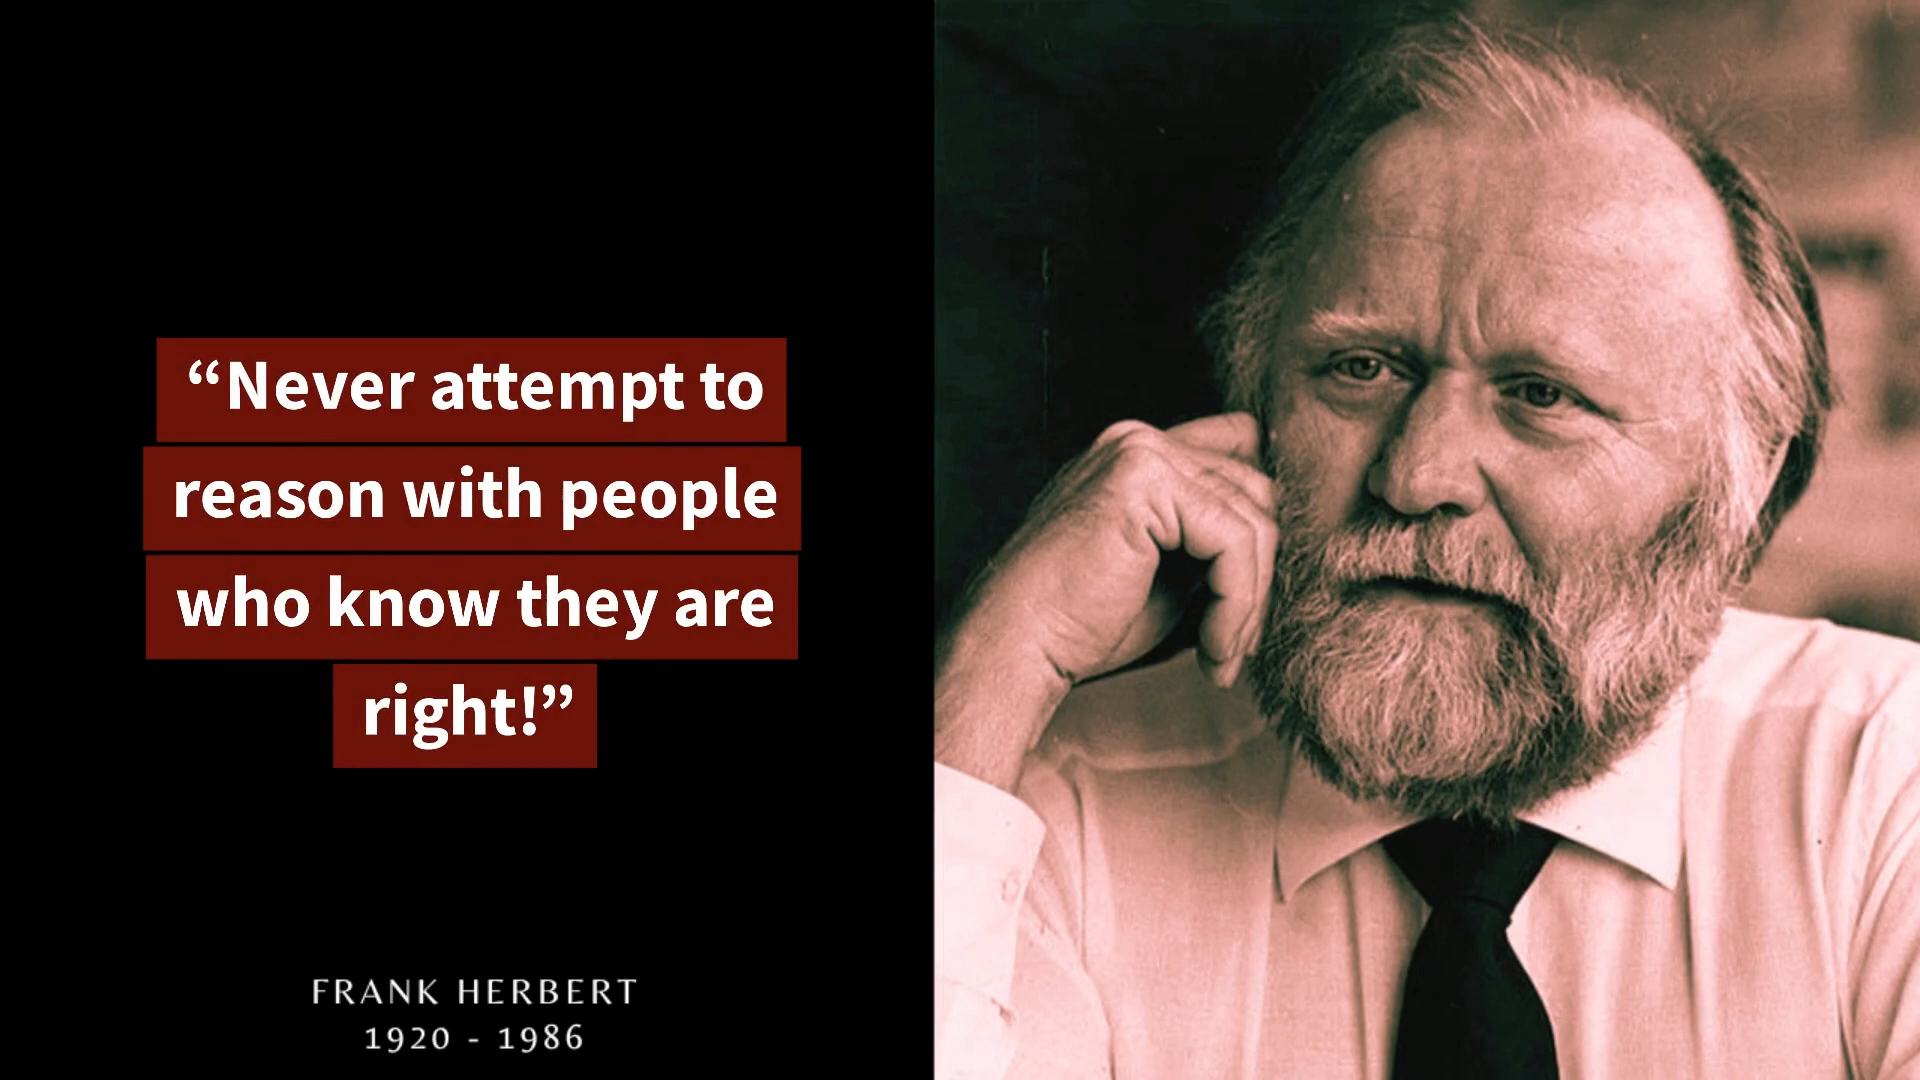 “Never attempt to
reason with people
who know they are
right!”
FRANK HERBERT
1920 - 1986